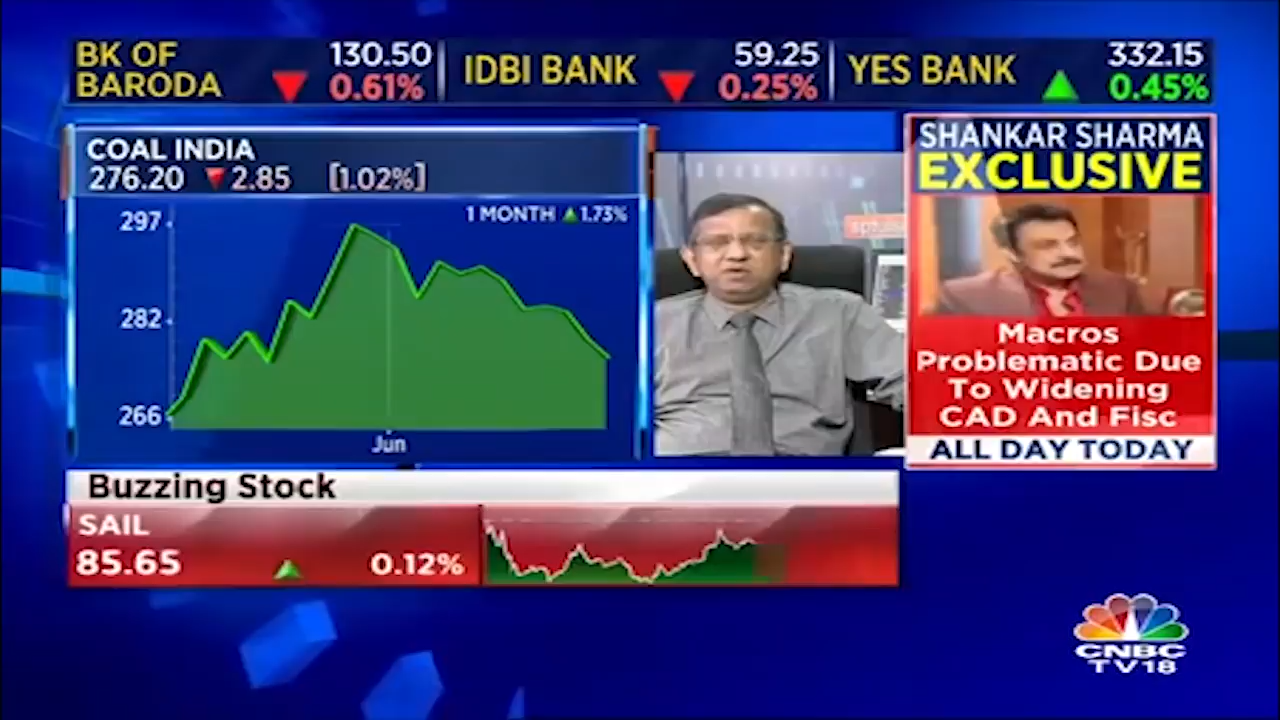 BK OF BARODA 130.50 ▼ 0.61%
IDBI BANK 59.25 ▼ 0.25%
YES BANK 332.15 ▲ 0.45%
COAL INDIA
276.20 ▼ 2.85 [1.02%]
1 MONTH ▲ 1.73%
297
282
266
Jun
SHANKAR SHARMA
EXCLUSIVE
Macros
Problematic Due
To Widening
CAD And Fisc
ALL DAY TODAY
Buzzing Stock
SAIL
85.65 ▲ 0.12%
CNBC
TV18